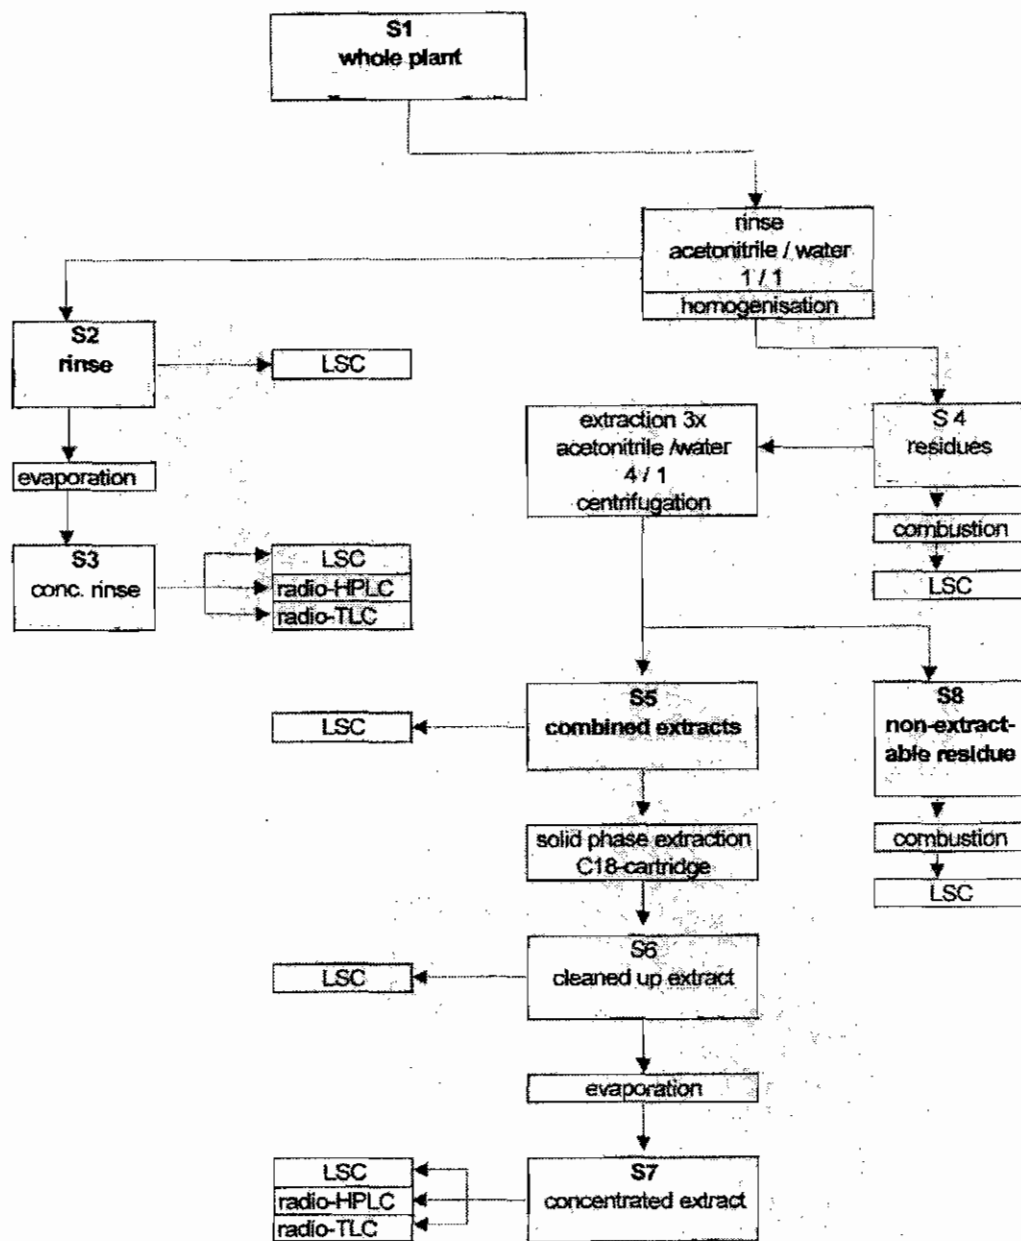 S1
whole plant
rinse
acetonitrile / water
1 / 1
homogenisation
S2
rinse
LSC
extraction 3x
acetonitrile /water
4 / 1
centrifugation
S 4
residues
evaporation
combustion
LSC
S3
conc. rinse
LSC
radio-HPLC
radio-TLC
S5
combined extracts
LSC
S8
non-extract-
able residue
solid phase extraction
C18-cartridge
combustion
LSC
S6
cleaned up extract
LSC
evaporation
S7
concentrated extract
LSC
radio-HPLC
radio-TLC